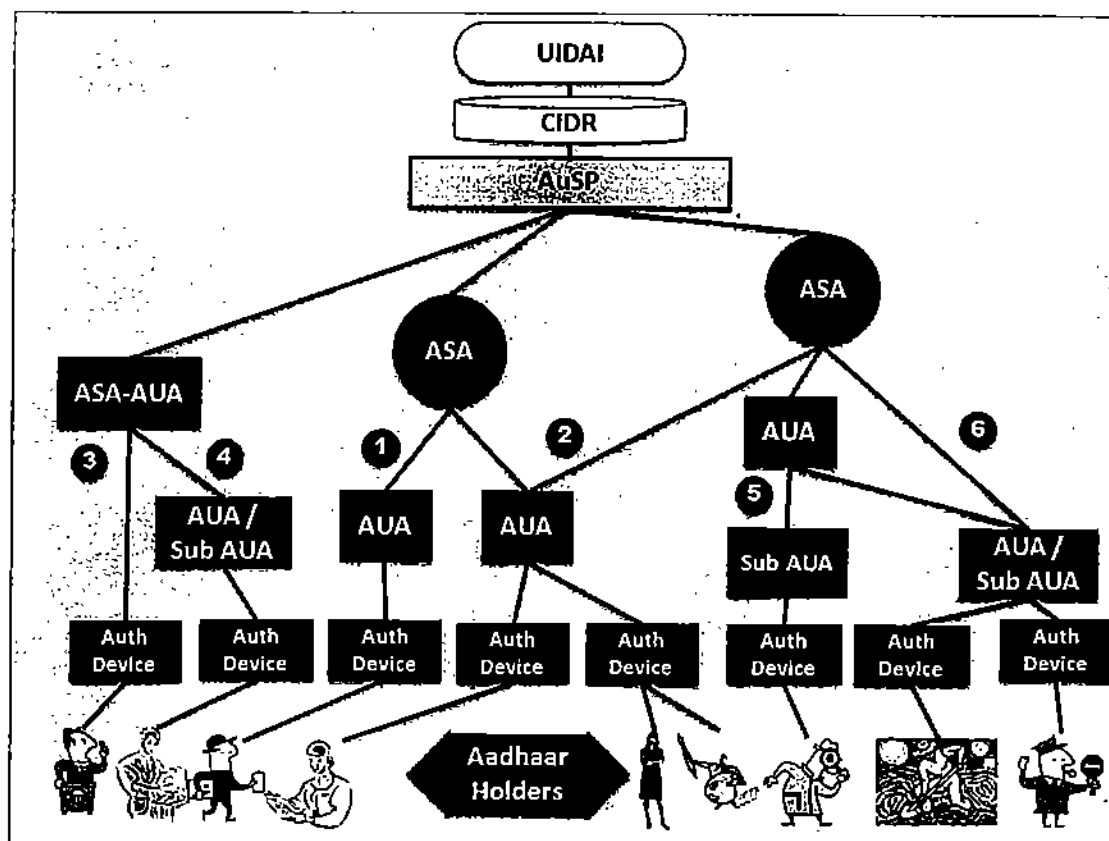 UIDAI
CIDR
AuSP
ASA
ASA
ASA-AUA
AUA
3
4
1
2
5
6
AUA /
Sub AUA
AUA
AUA
Sub AUA
AUA /
Sub AUA
Auth
Device
Auth
Device
Auth
Device
Auth
Device
Auth
Device
Auth
Device
Auth
Device
Auth
Device
Aadhaar
Holders